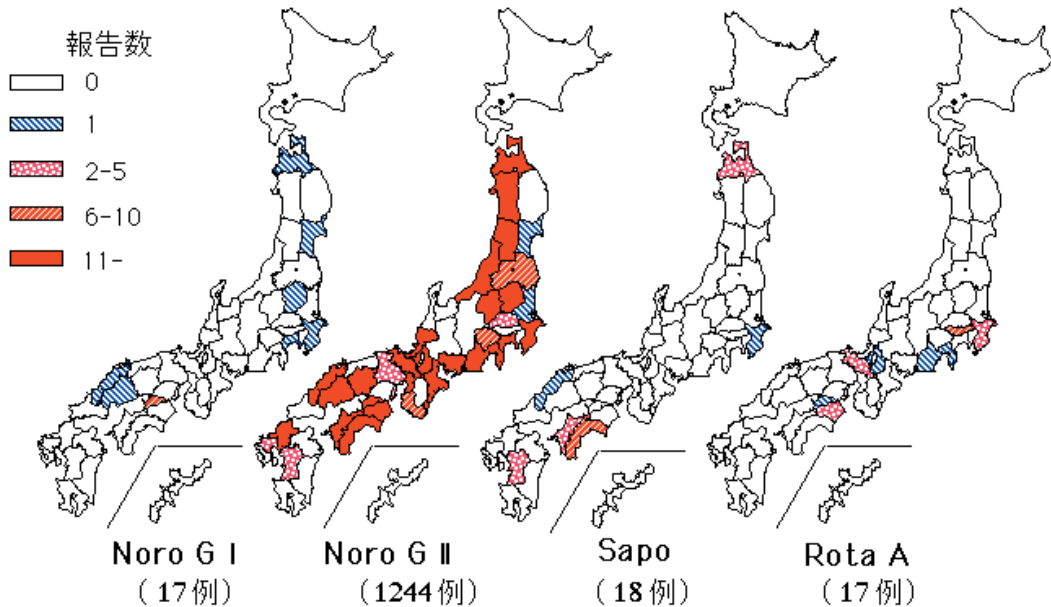 報告数
0
1
2-5
6-10
11-
Noro G I
(17例)
Noro G II
(1244例)
Sapo
(18例)
Rota A
(17例)